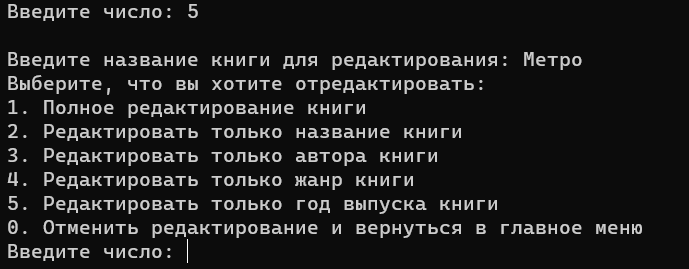 Введите число: 5
Введите название книги для редактирования: Метро
Выберите, что вы хотите отредактировать:
1. Полное редактирование книги
2. Редактировать только название книги
3. Редактировать только автора книги
4. Редактировать только жанр книги
5. Редактировать только год выпуска книги
0. Отменить редактирование и вернуться в главное меню
Введите число: